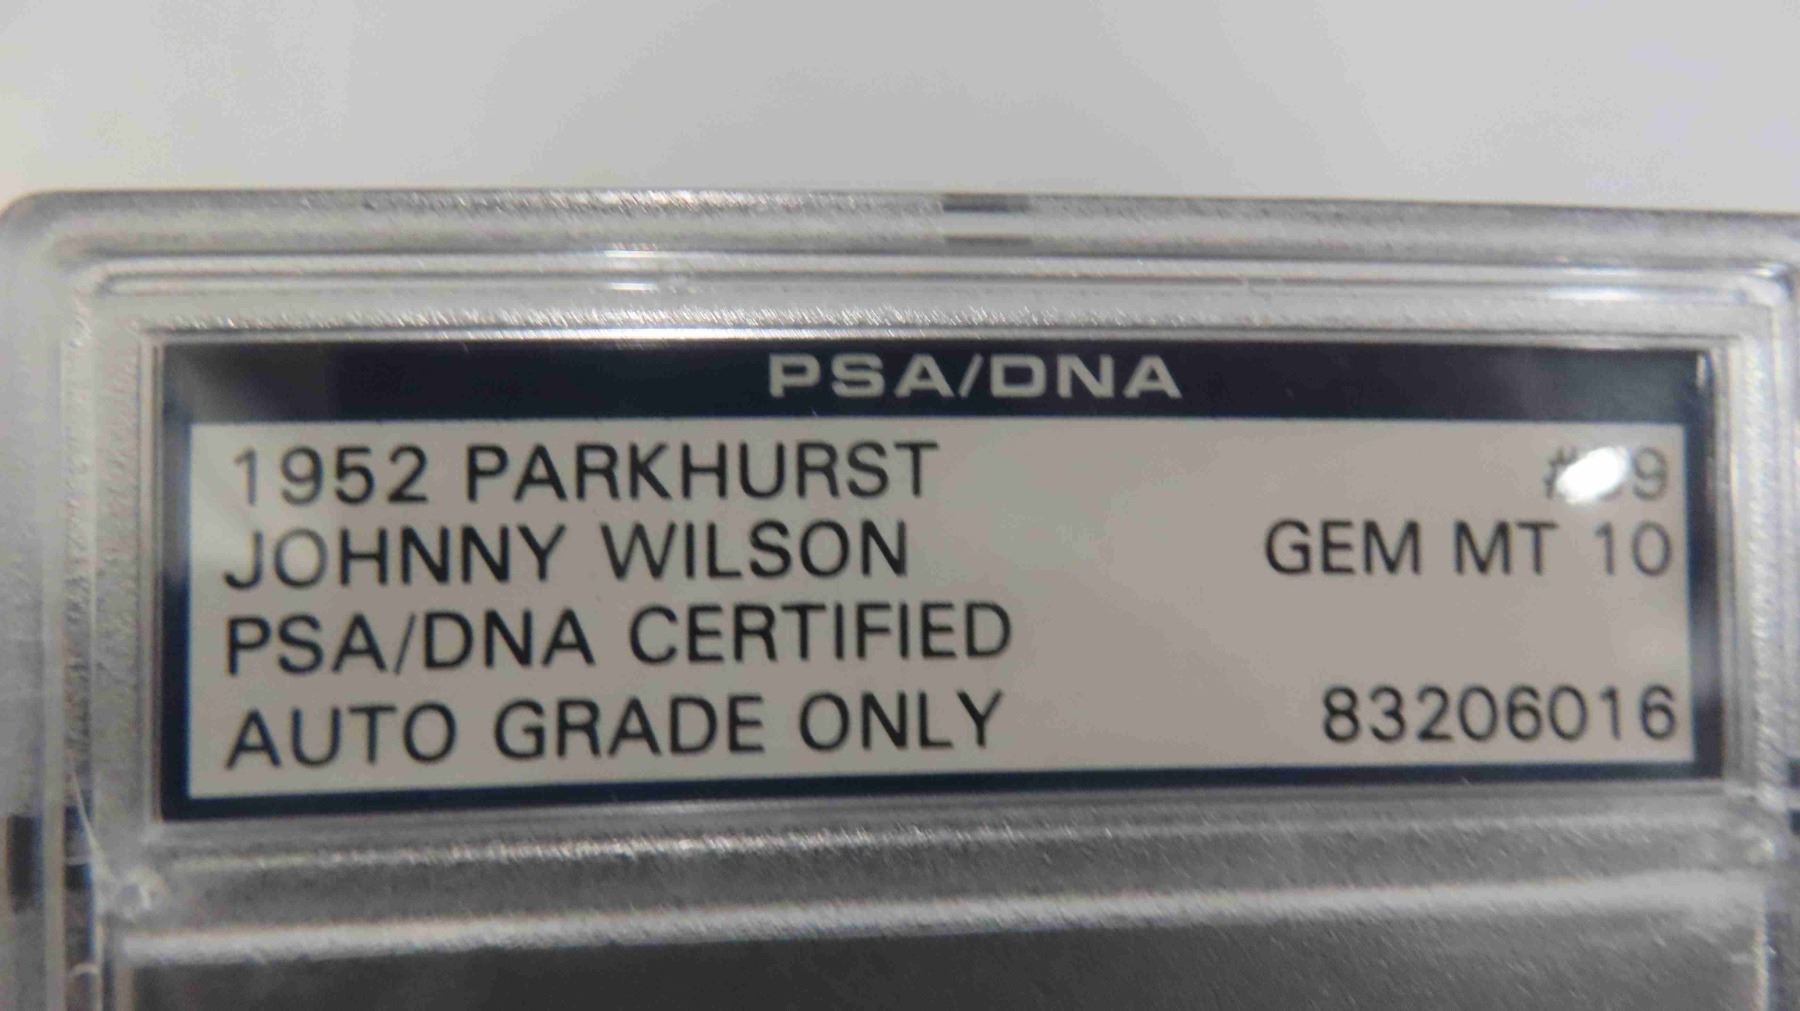 PSA/DNA
1952 PARKHURST
JOHNNY WILSON GEM MT 10
PSA/DNA CERTIFIED
AUTO GRADE ONLY 83206016